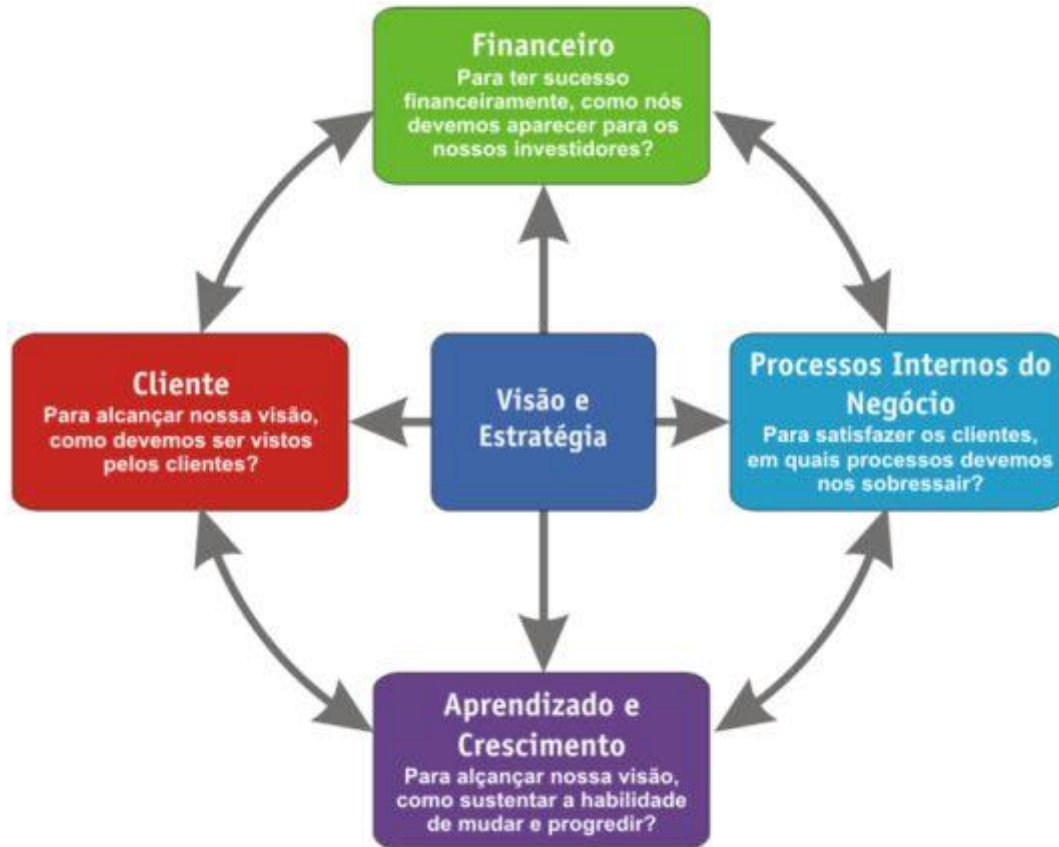 Financeiro
Para ter sucesso
financeiramente, como nós
devemos aparecer para os
nossos investidores?
Cliente
Para alcançar nossa visão,
como devemos ser vistos
pelos clientes?
Visão e
Estratégia
Processos Internos do
Negócio
Para satisfazer os clientes,
em quais processos devemos
nos sobressair?
Aprendizado e
Crescimento
Para alçançar nossa visão,
como sustentar a habilidade
de mudar e progredir?